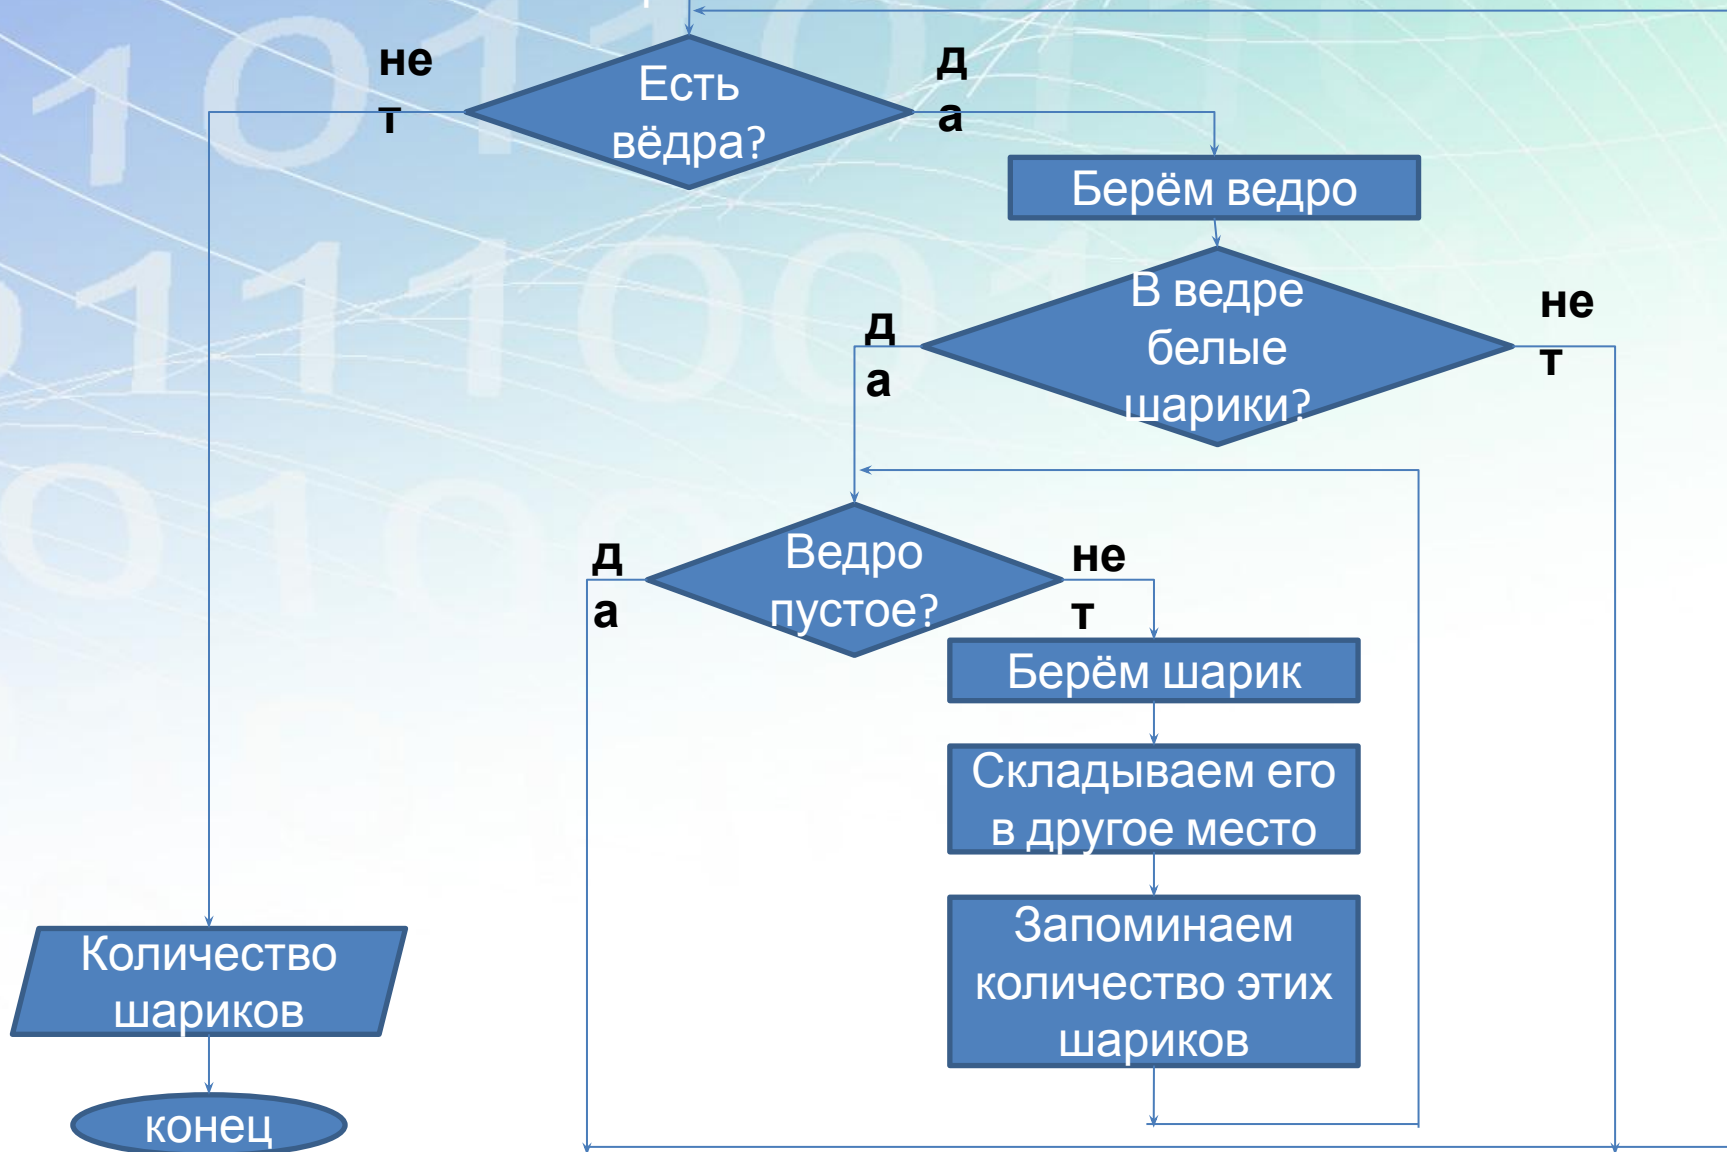 не
т
Есть
вёдра?
д
а
Берём ведро
В ведре
белые
шарики?
д
а
не
т
Ведро
пустое?
д
а
не
т
Берём шарик
Складываем его
в другое место
Запоминаем
количество этих
шариков
Количество
шариков
конец